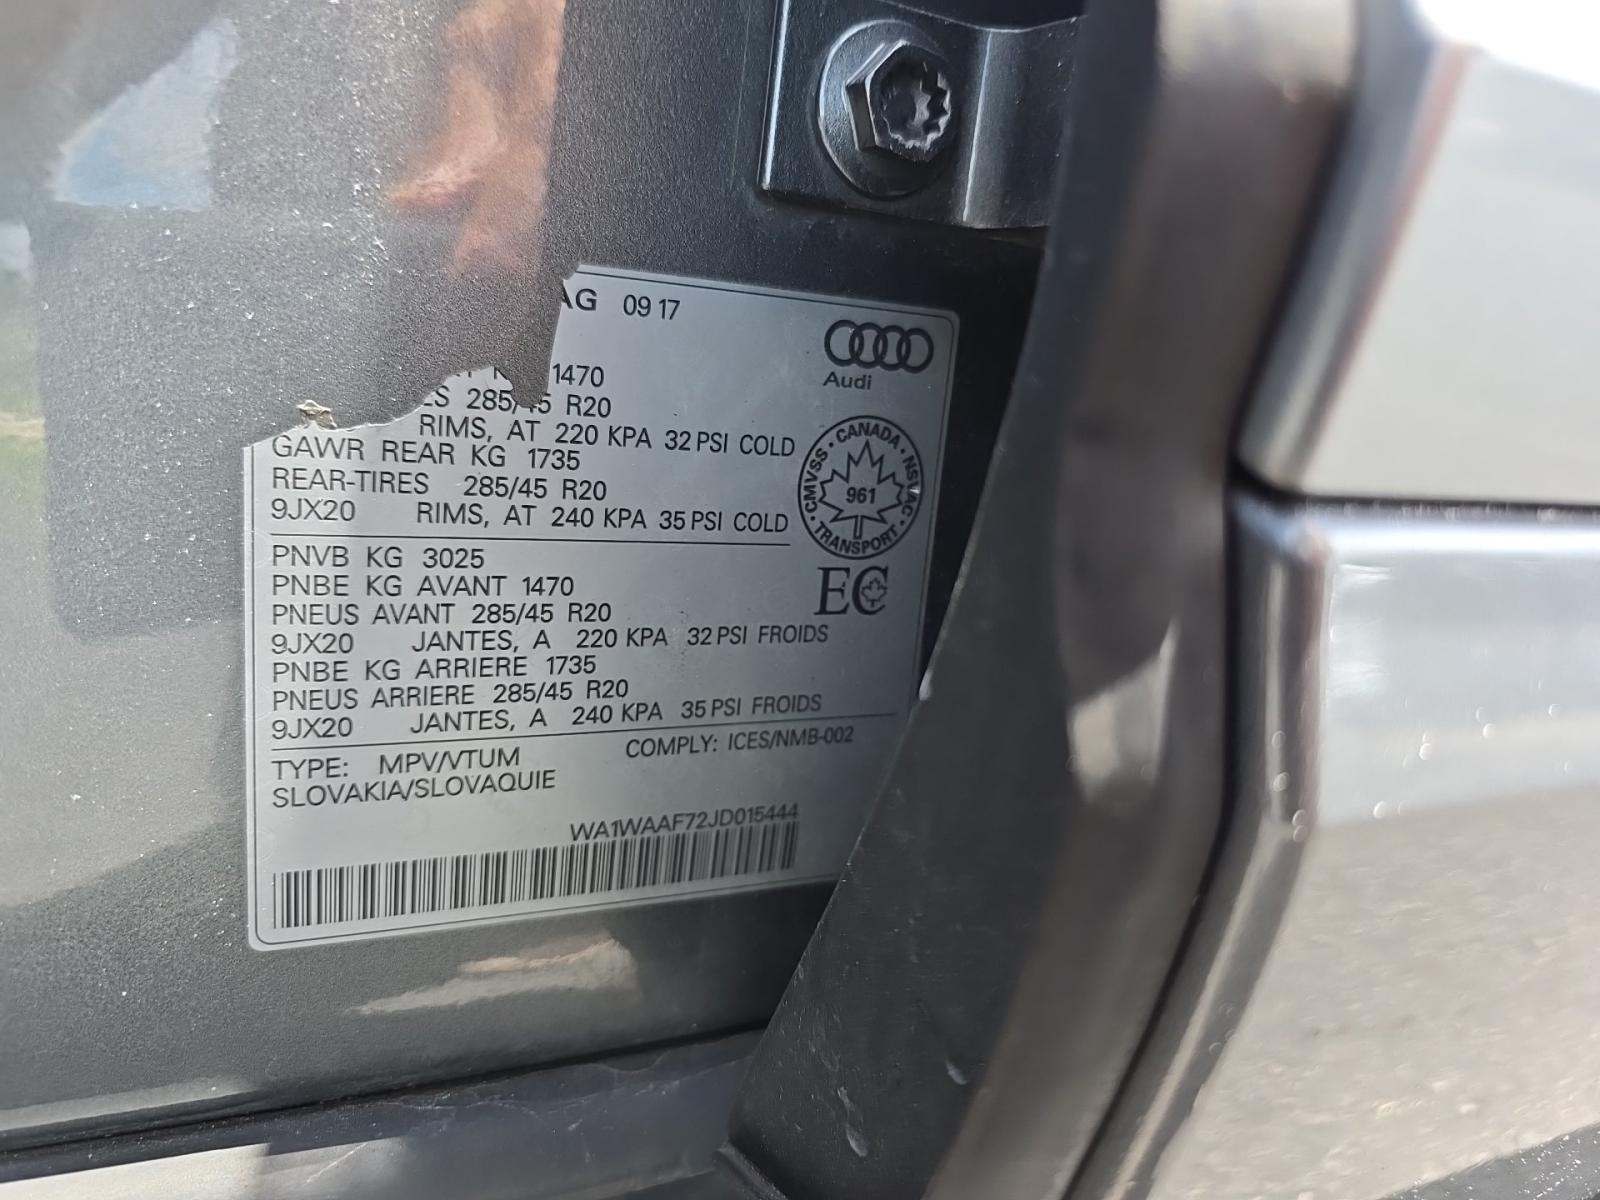 AG 09 17
Audi
1470
285/45 R20
RIMS, AT 220 KPA 32 PSI COLD
GAWR REAR KG 1735
REAR-TIRES 285/45 R20
9JX20 RIMS, AT 240 KPA 35 PSI COLD
CMVSS · CANADA · NSVAC · TRANSPORT ·
961
PNVB KG 3025
EC
PNBE KG AVANT 1470
PNEUS AVANT 285/45 R20
9JX20 JANTES, A 220 KPA 32 PSI FROIDS
PNBE KG ARRIERE 1735
PNEUS ARRIERE 285/45 R20
9JX20 JANTES, A 240 KPA 35 PSI FROIDS
TYPE: MPV/VTUM COMPLY: ICES/NMB-002
SLOVAKIA/SLOVAQUIE
WA1WAAF72JD015444